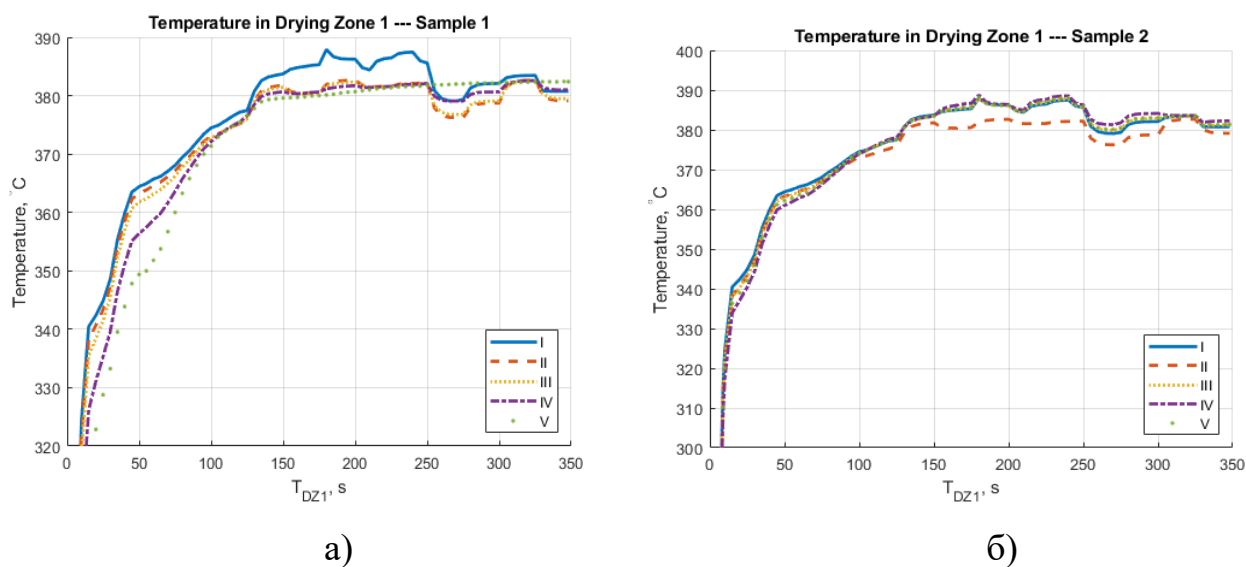 Temperature in Drying Zone 1 --- Sample 1
390
380
370
360
350
340
330
320
Temperature, °C
0 50 100 150 200 250 300 350
T_DZ1, s
I
II
III
IV
V
а)
Temperature in Drying Zone 1 --- Sample 2
400
390
380
370
360
350
340
330
320
310
300
Temperature, °C
0 50 100 150 200 250 300 350
T_DZ1, s
I
II
III
IV
V
б)